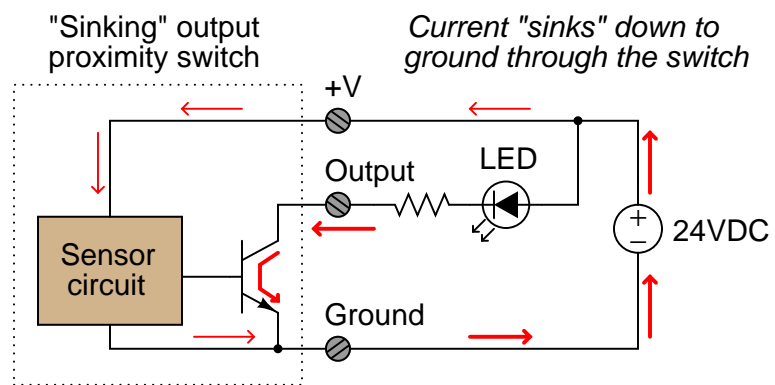 "Sinking" output
proximity switch
Current "sinks" down to
ground through the switch
+V
Output
LED
Sensor
circuit
+
-
24VDC
Ground